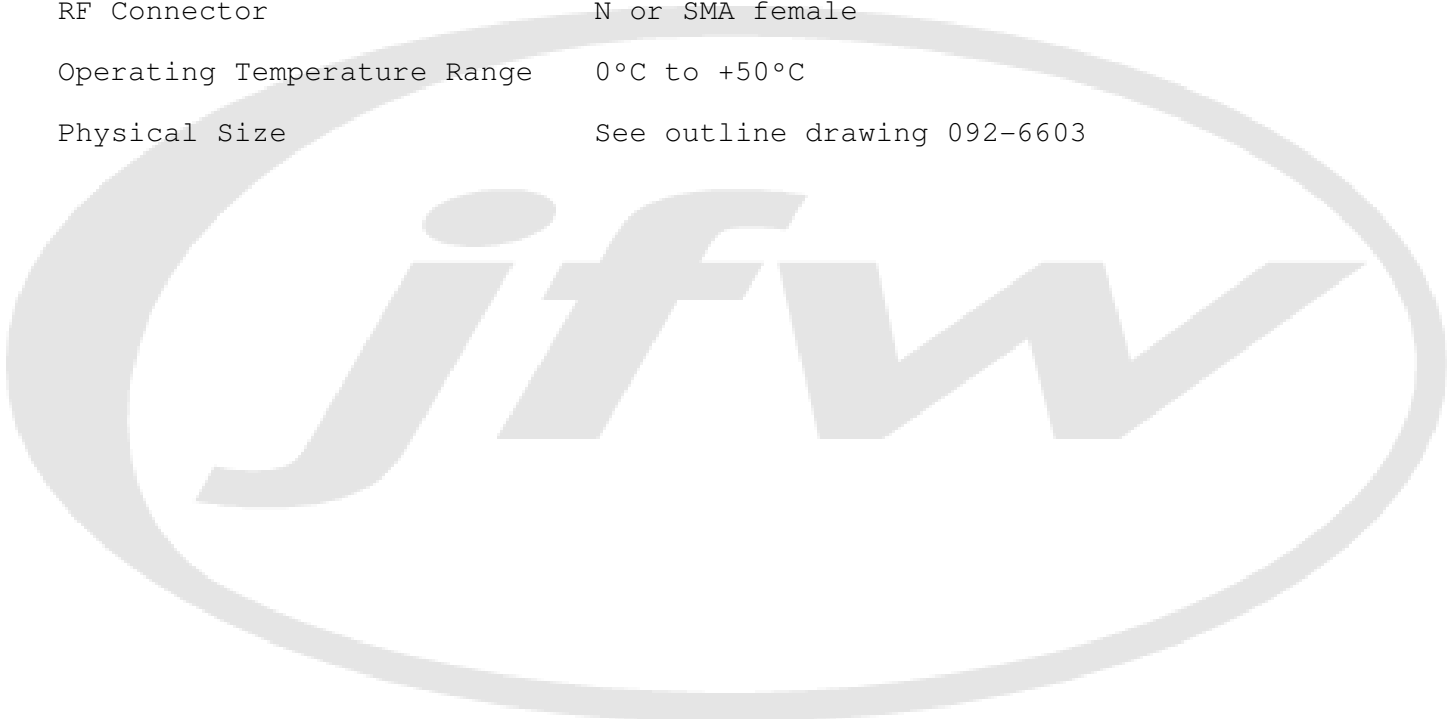 RF Connector N or SMA female
Operating Temperature Range 0°C to +50°C
Physical Size See outline drawing 092-6603
jfw